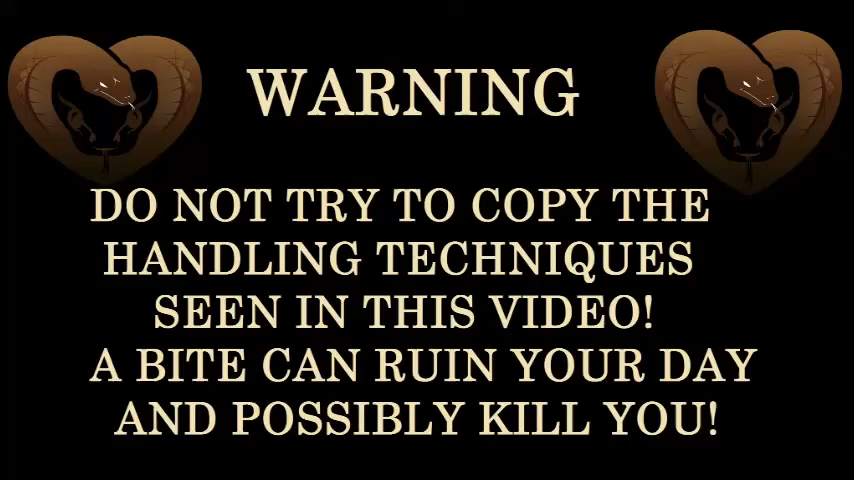 WARNING
DO NOT TRY TO COPY THE
HANDLING TECHNIQUES
SEEN IN THIS VIDEO!
A BITE CAN RUIN YOUR DAY
AND POSSIBLY KILL YOU!